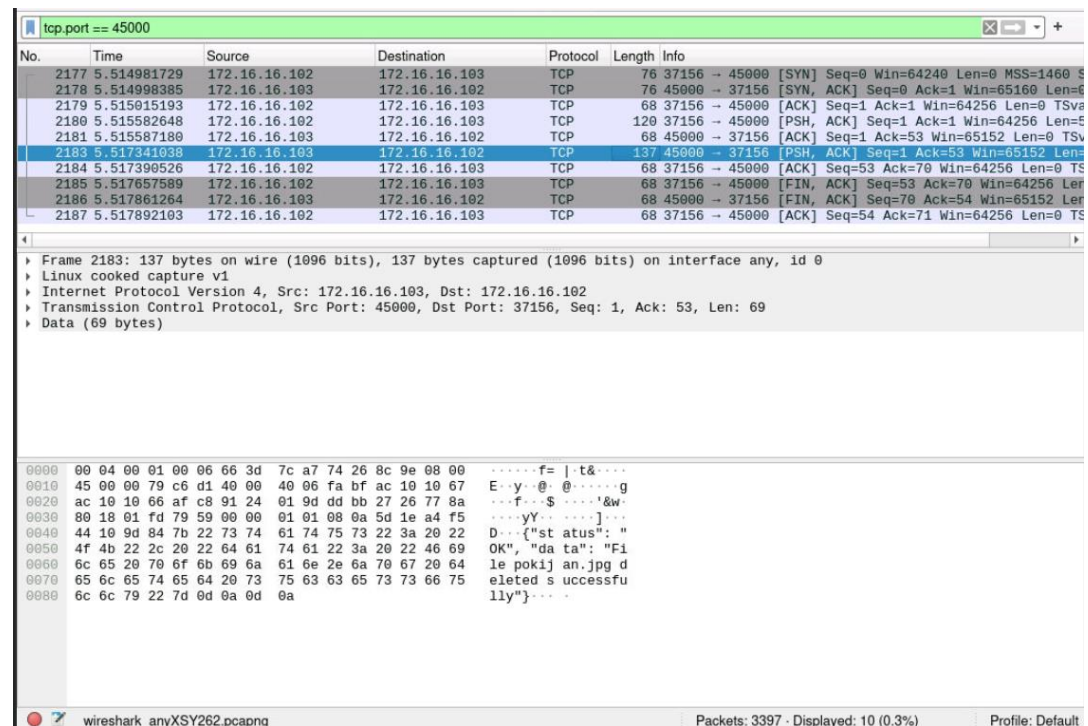 tcp.port == 45000
No. Time Source Destination Protocol Length Info
2177 5.514981729 172.16.16.102 172.16.16.103 TCP 76 37156 → 45000 [SYN] Seq=0 Win=64240 Len=0 MSS=1460 S
2178 5.514998385 172.16.16.103 172.16.16.102 TCP 76 45000 → 37156 [SYN, ACK] Seq=0 Ack=1 Win=65160 Len=0
2179 5.515015193 172.16.16.102 172.16.16.103 TCP 68 37156 → 45000 [ACK] Seq=1 Ack=1 Win=64256 Len=0 TSva
2180 5.515582648 172.16.16.102 172.16.16.103 TCP 120 37156 → 45000 [PSH, ACK] Seq=1 Ack=1 Win=64256 Len=5
2181 5.515587180 172.16.16.103 172.16.16.102 TCP 68 45000 → 37156 [ACK] Seq=1 Ack=53 Win=65152 Len=0 TSv
2183 5.517341038 172.16.16.103 172.16.16.102 TCP 137 45000 → 37156 [PSH, ACK] Seq=1 Ack=53 Win=65152 Len=
2184 5.517390526 172.16.16.102 172.16.16.103 TCP 68 37156 → 45000 [ACK] Seq=53 Ack=70 Win=64256 Len=0 TS
2185 5.517657589 172.16.16.102 172.16.16.103 TCP 68 37156 → 45000 [FIN, ACK] Seq=53 Ack=70 Win=64256 Len
2186 5.517861264 172.16.16.103 172.16.16.102 TCP 68 45000 → 37156 [FIN, ACK] Seq=70 Ack=54 Win=65152 Len
2187 5.517892103 172.16.16.102 172.16.16.103 TCP 68 37156 → 45000 [ACK] Seq=54 Ack=71 Win=64256 Len=0 TS
Frame 2183: 137 bytes on wire (1096 bits), 137 bytes captured (1096 bits) on interface any, id 0
Linux cooked capture v1
Internet Protocol Version 4, Src: 172.16.16.103, Dst: 172.16.16.102
Transmission Control Protocol, Src Port: 45000, Dst Port: 37156, Seq: 1, Ack: 53, Len: 69
Data (69 bytes)
0000 00 04 00 01 00 06 66 3d 7c a7 74 26 8c 9e 08 00 ······f= |·t&····
0010 45 00 00 79 c6 d1 40 00 40 06 fa bf ac 10 10 67 E··y··@· @······g
0020 ac 10 10 66 af c8 91 24 01 9d dd bb 27 26 77 8a ···f···$ ····'&w·
0030 80 18 01 fd 79 59 00 00 01 01 08 0a 5d 1e a4 f5 ····yY·· ····]···
0040 44 10 9d 84 7b 22 73 74 61 74 75 73 22 3a 20 22 D···{"st atus": "
0050 4f 4b 22 2c 20 22 64 61 74 61 22 3a 20 22 46 69 OK", "da ta": "Fi
0060 6c 65 20 70 6f 6b 69 6a 61 6e 2e 6a 70 67 20 64 le pokij an.jpg d
0070 65 6c 65 74 65 64 20 73 75 63 63 65 73 73 66 75 eleted s uccessfu
0080 6c 6c 79 22 7d 0d 0a 0d 0a lly"}··· ·
wireshark_anyXSY262.pcapng Packets: 3397 · Displayed: 10 (0.3%) Profile: Default